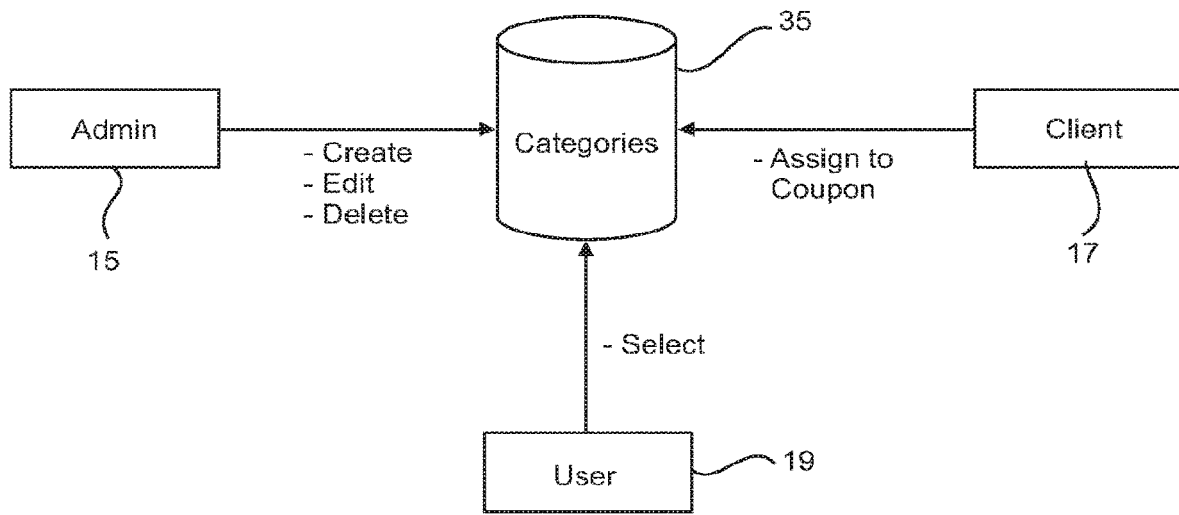 35
Admin
Categories
Client
- Create
- Edit
- Delete
- Assign to
Coupon
15
17
- Select
User
19